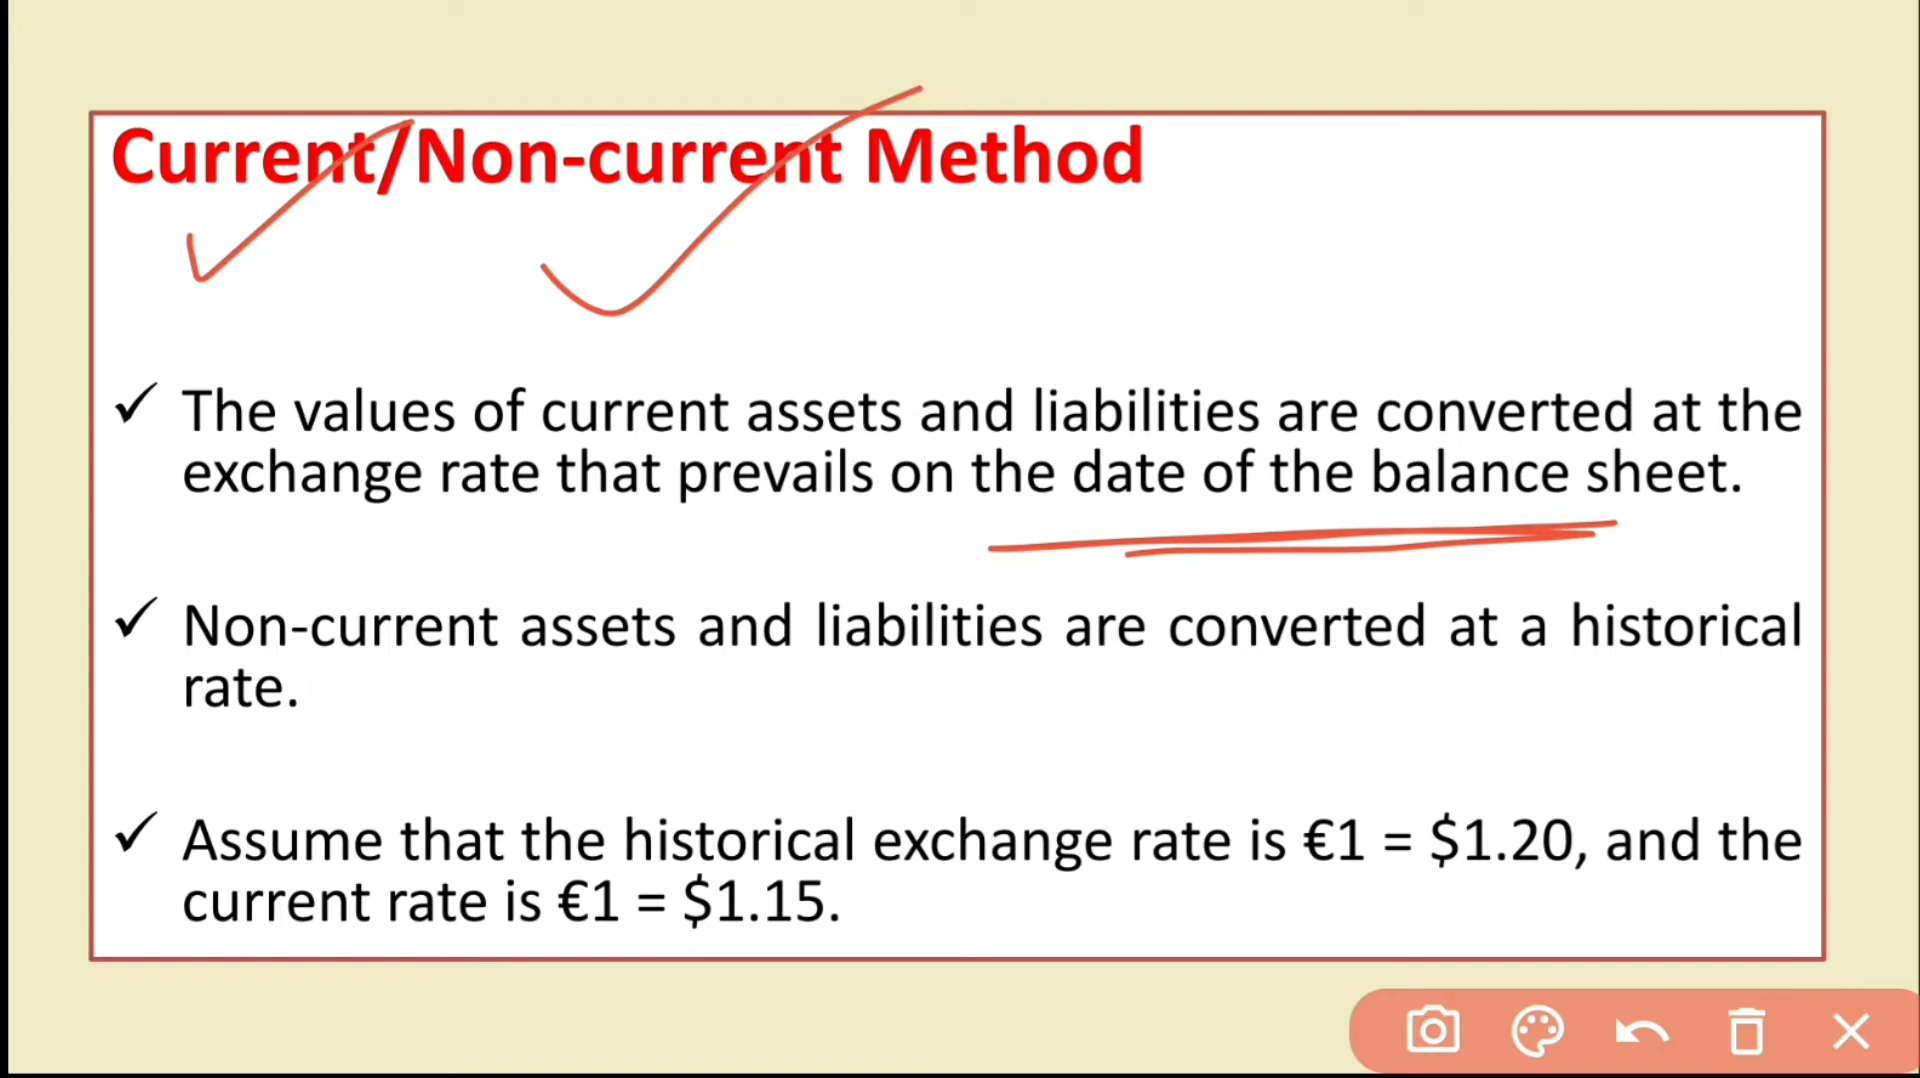 Current/Non-current Method
✓ The values of current assets and liabilities are converted at the
exchange rate that prevails on the date of the balance sheet.
✓ Non-current assets and liabilities are converted at a historical
rate.
✓ Assume that the historical exchange rate is €1 = $1.20, and the
current rate is €1 = $1.15.